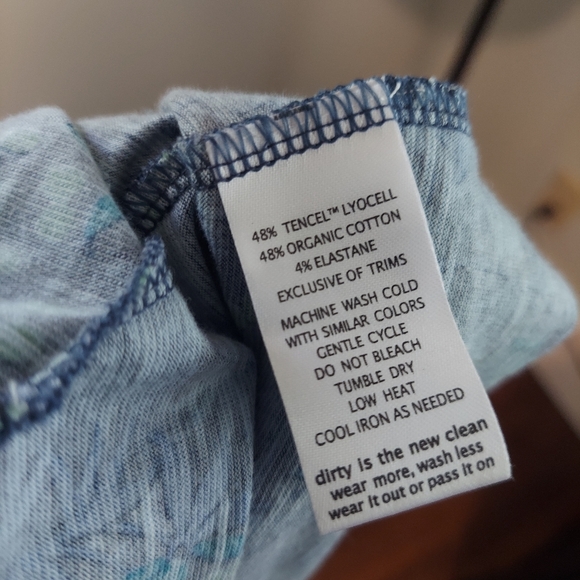 48% TENCEL™ LYOCELL
48% ORGANIC COTTON
4% ELASTANE
EXCLUSIVE OF TRIMS
MACHINE WASH COLD
WTH SIMILAR COLORS
GENTLE CYCLE
DO NOT BLEACH
TUMBLE DRY
LOW HEAT
COOL IRON AS NEEDED
dirty is the new clean
wear more, wash less
wear it out or pass it on